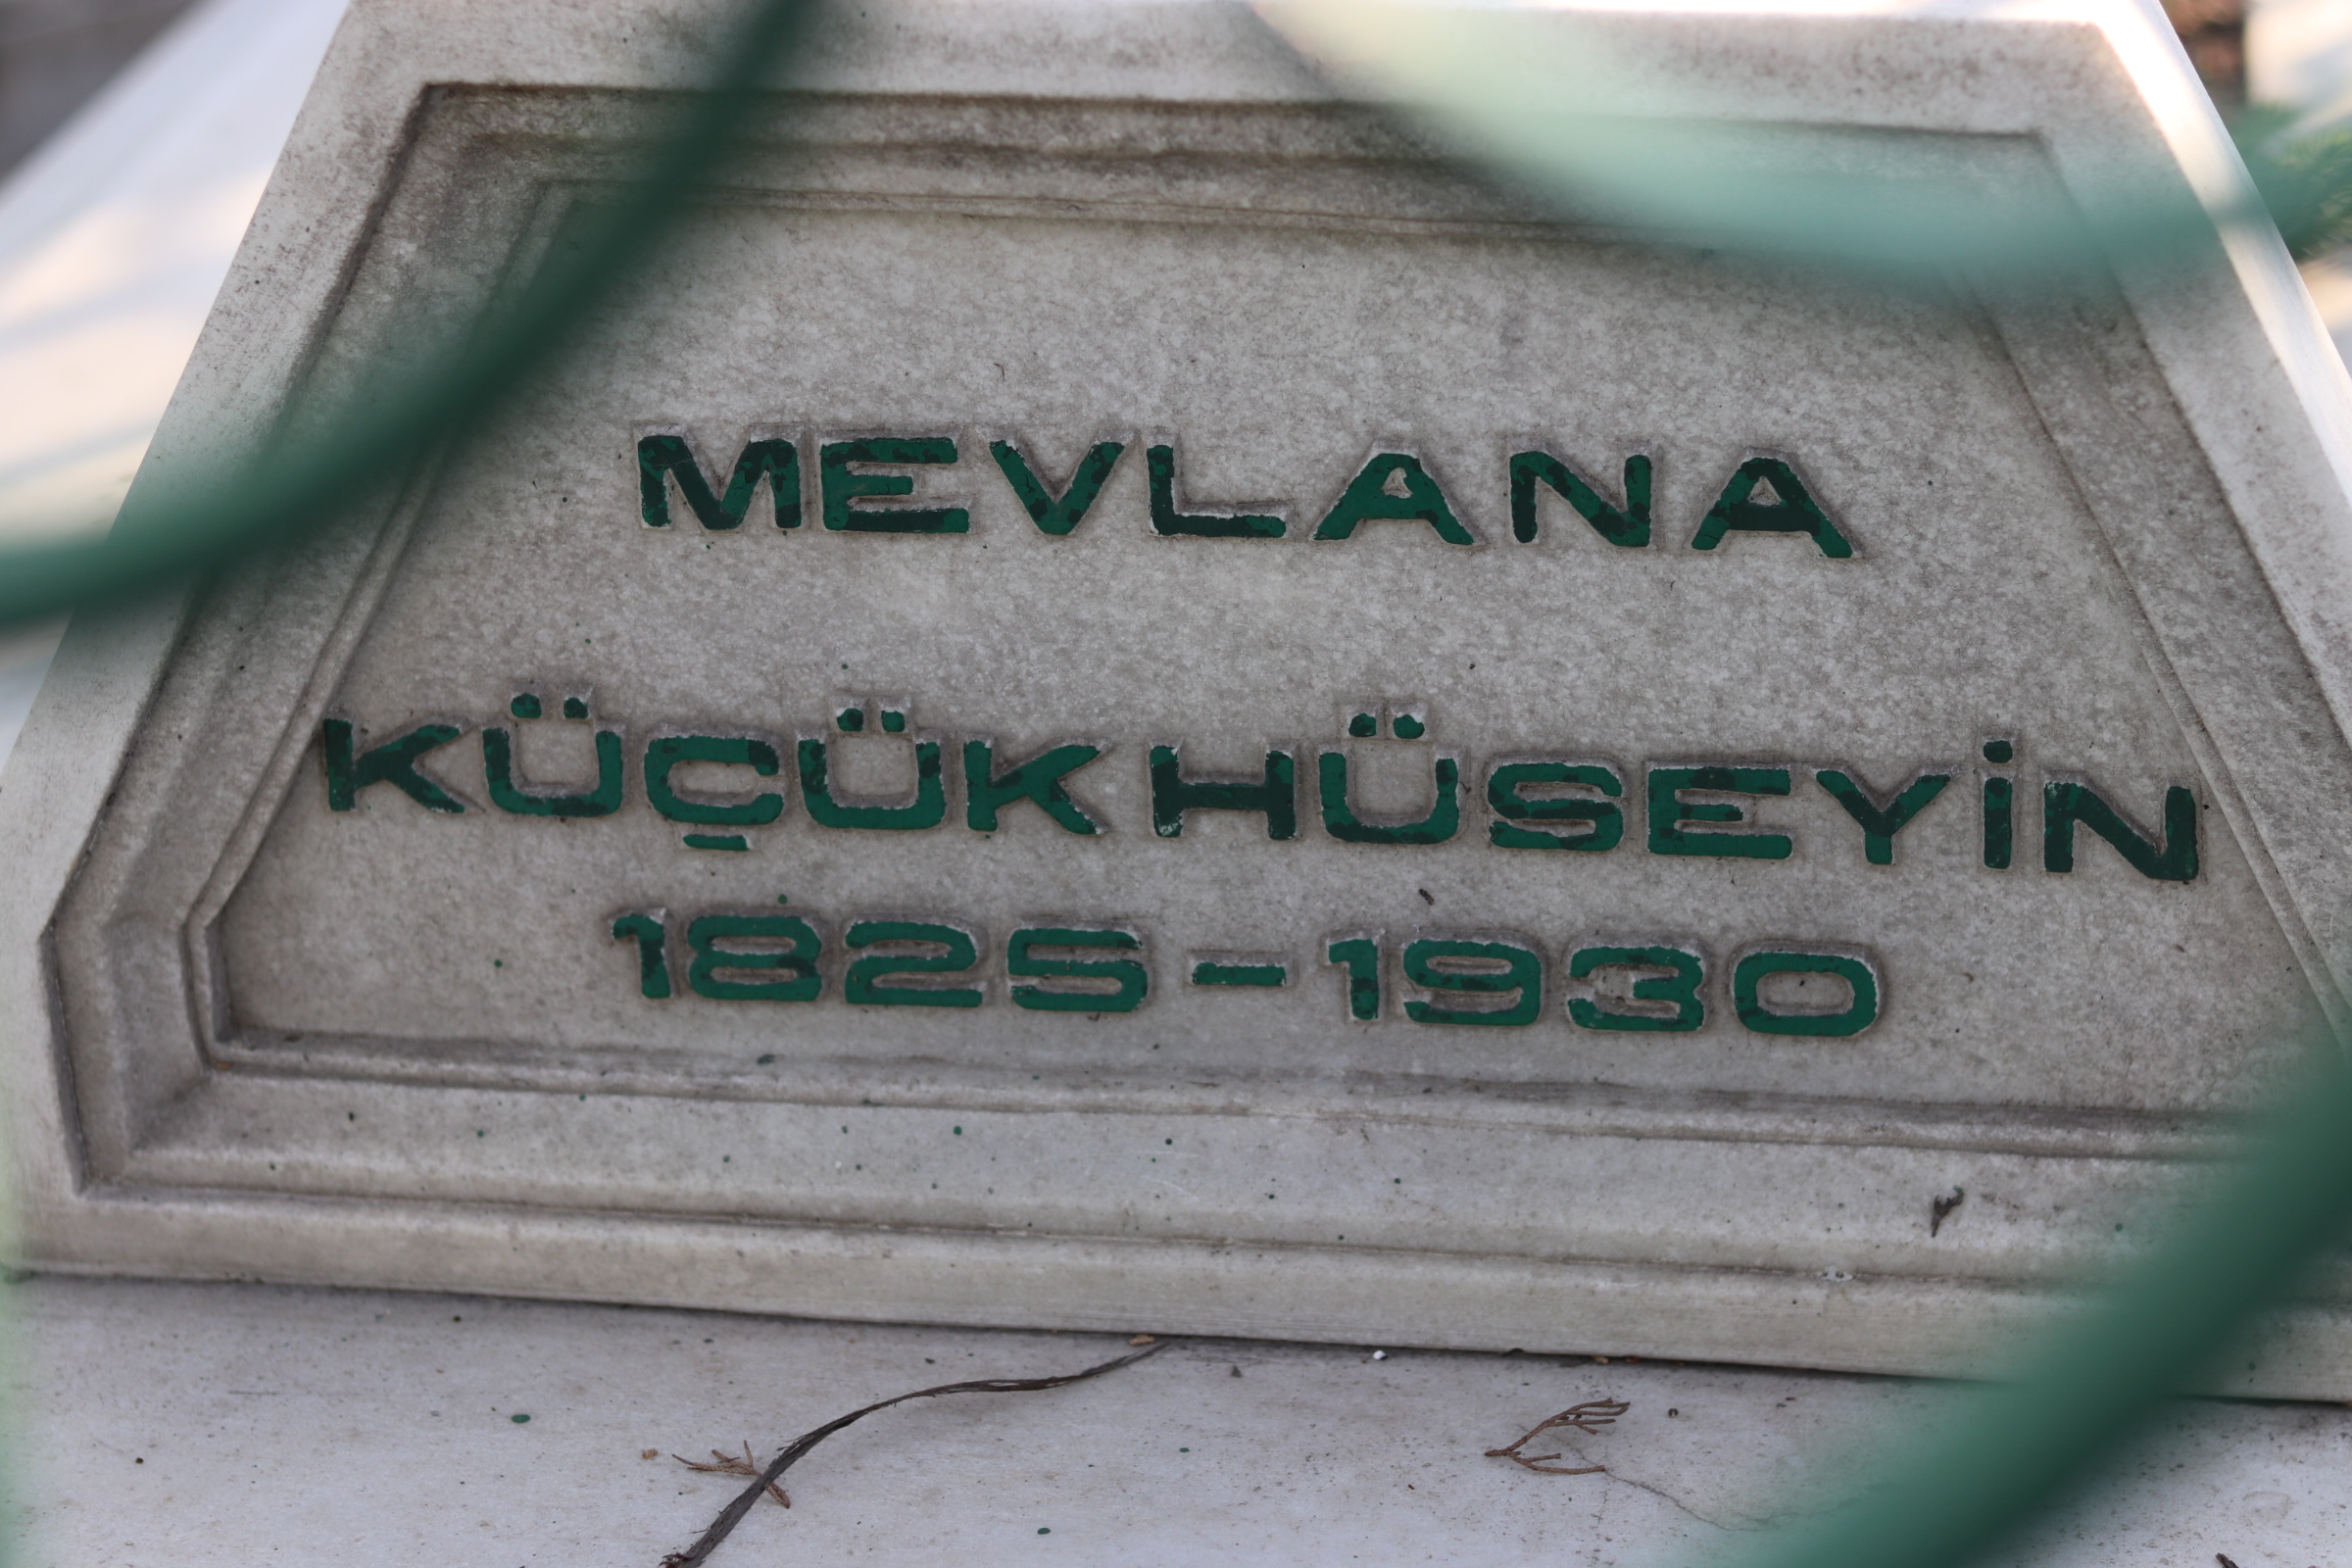 MEVLANA
KÜÇÜK HÜSEYİN
1825-1930